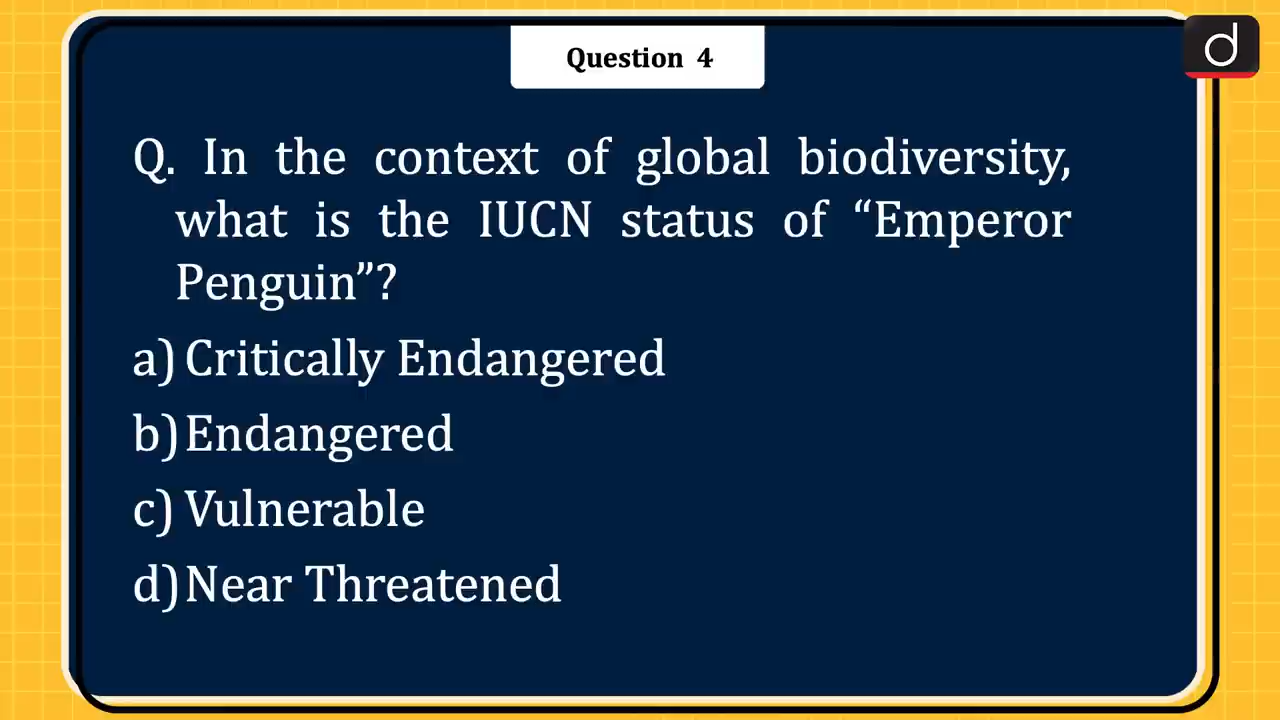 Question 4
d
Q. In the context of global biodiversity,
what is the IUCN status of “Emperor
Penguin”?
a) Critically Endangered
b) Endangered
c) Vulnerable
d) Near Threatened